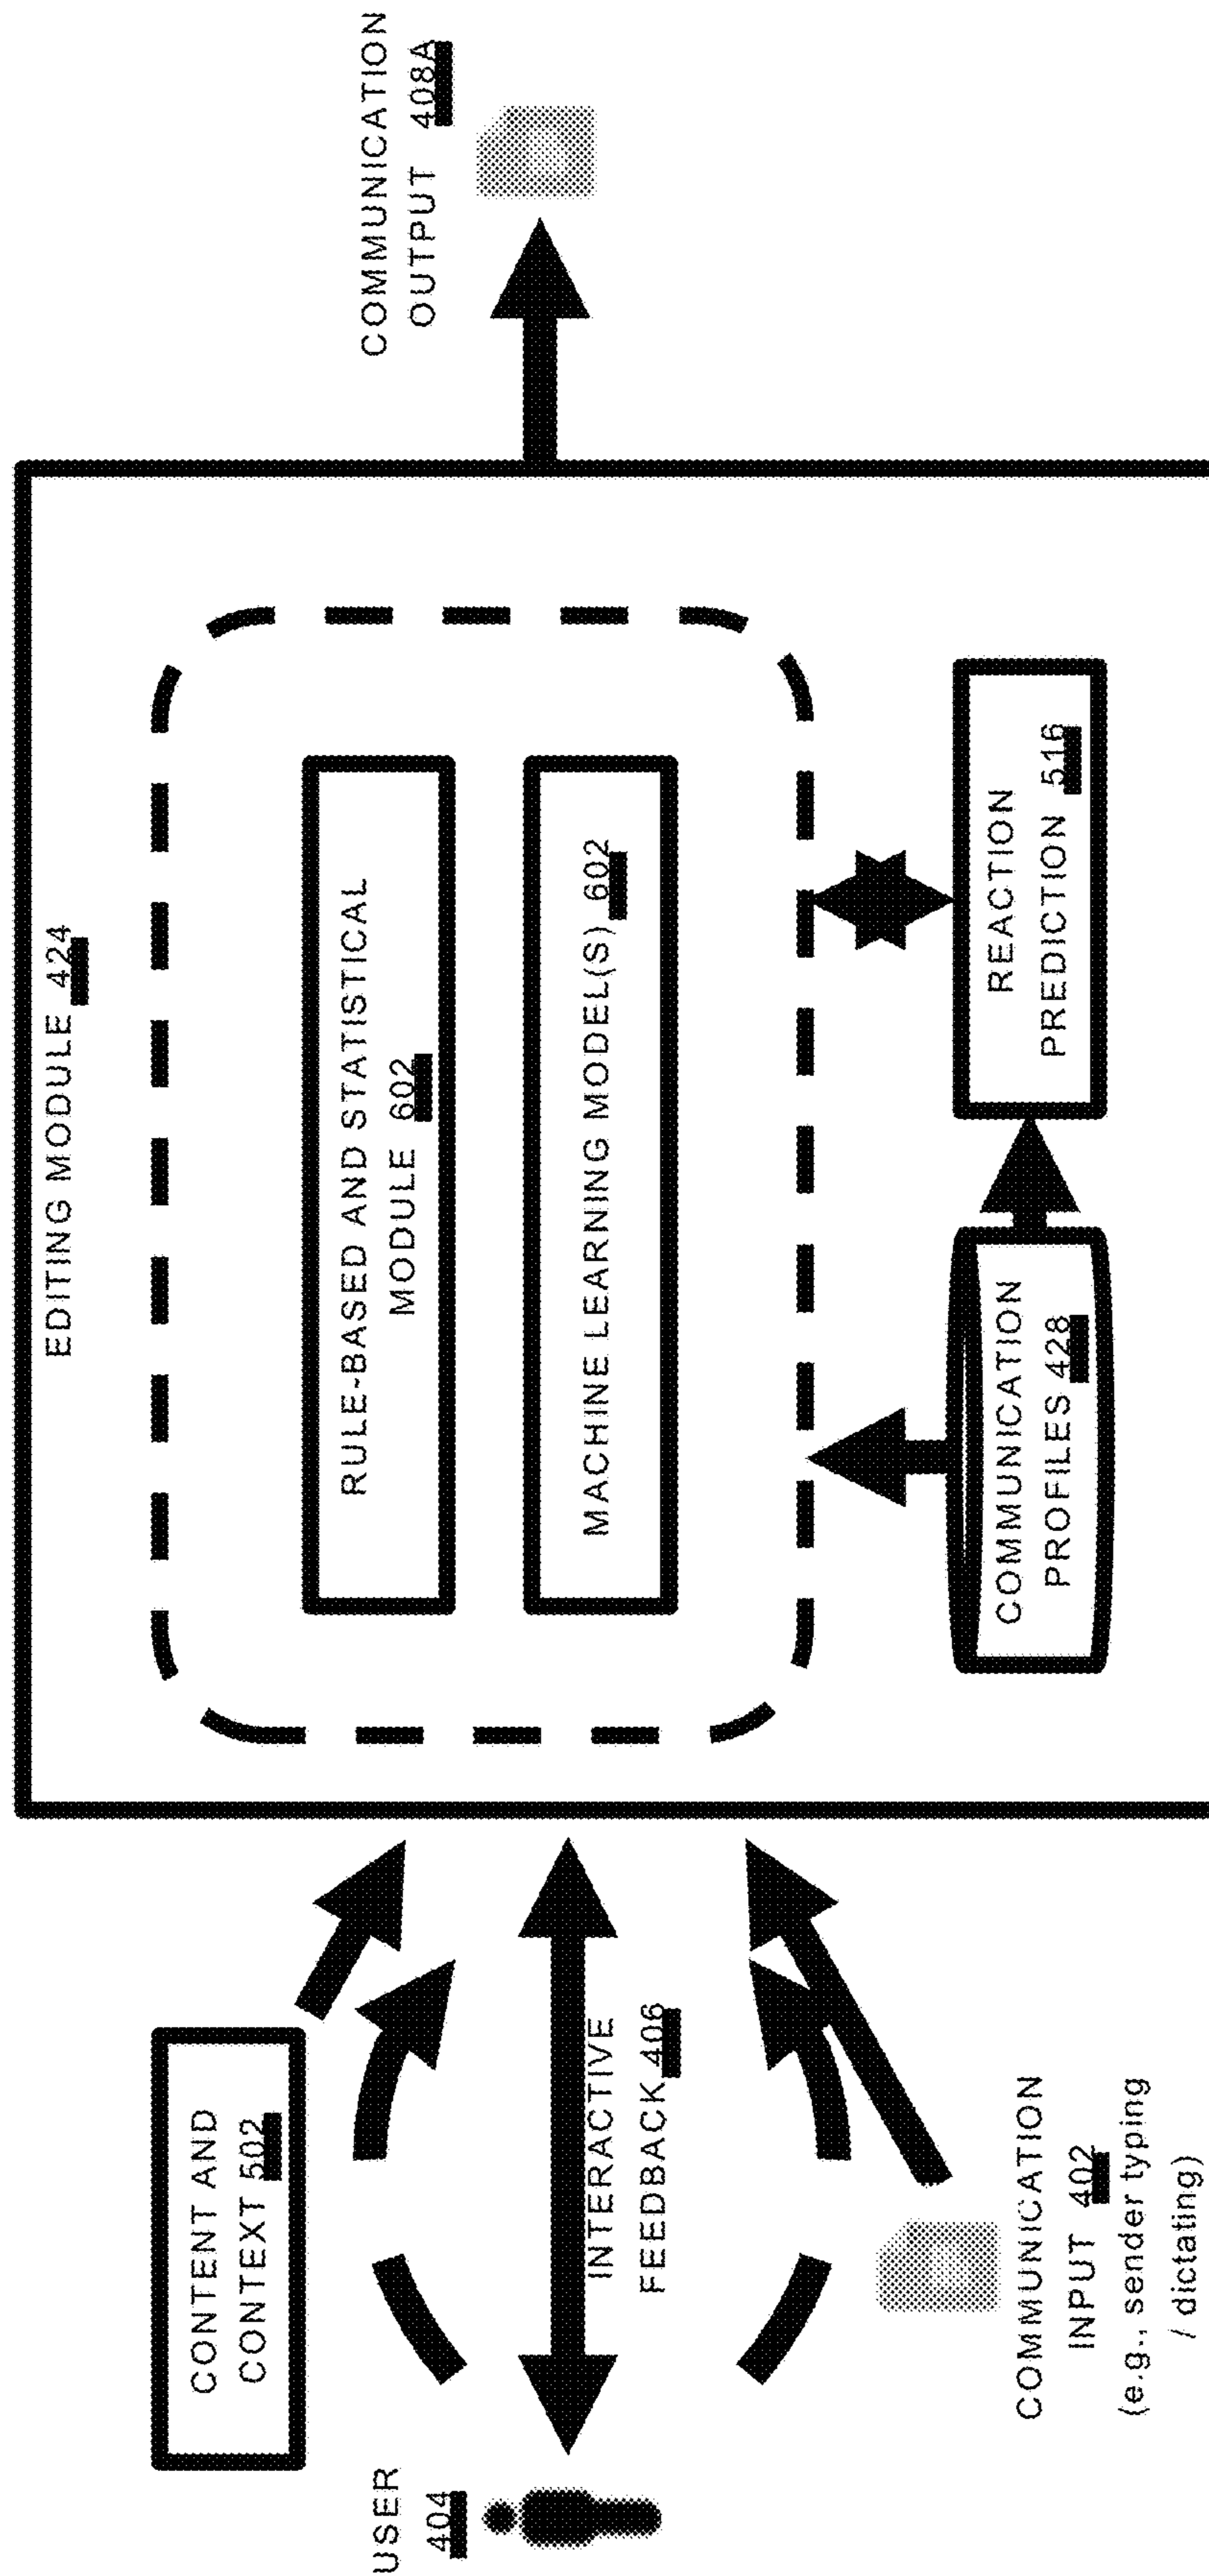 EDITING MODULE 424
CONTENT AND
CONTEXT 502
USER
404
INTERACTIVE
FEEDBACK 406
COMMUNICATION
INPUT 402
(e.g., sender typing
/ dictating)
RULE-BASED AND STATISTICAL
MODULE 602
MACHINE LEARNING MODEL(S) 602
COMMUNICATION
PROFILES 428
REACTION
PREDICTION 516
COMMUNICATION
OUTPUT 408A